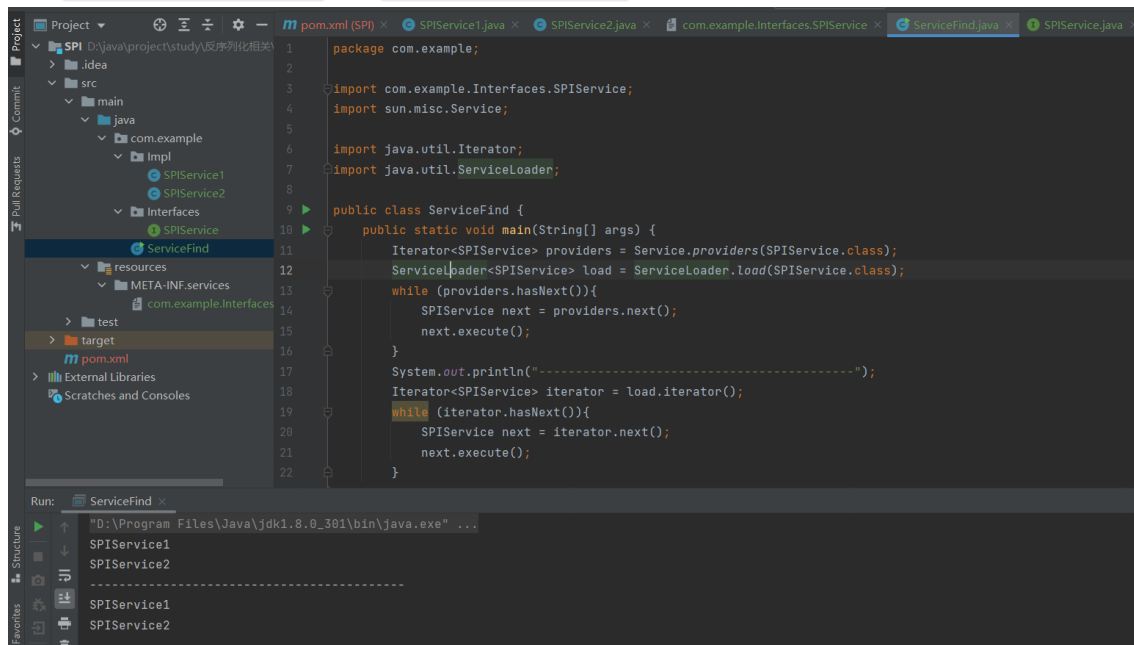 Project
pom.xml (SPI)
SPIService1.java
SPIService2.java
com.example.Interfaces.SPIService
ServiceFind.java
SPIService.java
Project
Commit
Pull Requests
SPI D:\java\project\study\反序列化相关\
.idea
src
main
java
com.example
Impl
SPIService1
SPIService2
Interfaces
SPIService
ServiceFind
resources
META-INF.services
com.example.Interfaces
test
target
pom.xml
External Libraries
Scratches and Consoles
1 package com.example;
2
3 import com.example.Interfaces.SPIService;
4 import sun.misc.Service;
5
6 import java.util.Iterator;
7 import java.util.ServiceLoader;
8
9 public class ServiceFind {
10 public static void main(String[] args) {
11 Iterator<SPIService> providers = Service.providers(SPIService.class);
12 ServiceLoader<SPIService> load = ServiceLoader.load(SPIService.class);
13 while (providers.hasNext()){
14 SPIService next = providers.next();
15 next.execute();
16 }
17 System.out.println("-------------------------------------------");
18 Iterator<SPIService> iterator = load.iterator();
19 while (iterator.hasNext()){
20 SPIService next = iterator.next();
21 next.execute();
22 }
Run: ServiceFind
Structure
Favorites
"D:\Program Files\Java\jdk1.8.0_301\bin\java.exe" ...
SPIService1
SPIService2
-------------------------------------------
SPIService1
SPIService2